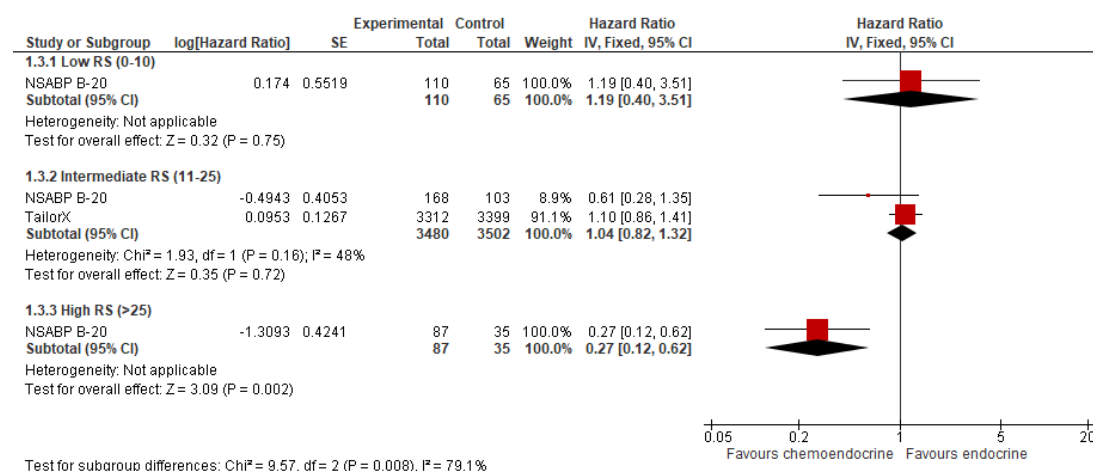 Experimental Control Hazard Ratio Hazard Ratio
Study or Subgroup log[Hazard Ratio] SE Total Total Weight IV, Fixed, 95% CI IV, Fixed, 95% CI
1.3.1 Low RS (0-10)
NSABP B-20 0.174 0.5519 110 65 100.0% 1.19 [0.40, 3.51]
Subtotal (95% CI) 110 65 100.0% 1.19 [0.40, 3.51]
Heterogeneity: Not applicable
Test for overall effect: Z = 0.32 (P = 0.75)
1.3.2 Intermediate RS (11-25)
NSABP B-20 -0.4943 0.4053 168 103 8.9% 0.61 [0.28, 1.35]
TailorX 0.0953 0.1267 3312 3399 91.1% 1.10 [0.86, 1.41]
Subtotal (95% CI) 3480 3502 100.0% 1.04 [0.82, 1.32]
Heterogeneity: Chi² = 1.93, df = 1 (P = 0.16); I² = 48%
Test for overall effect: Z = 0.35 (P = 0.72)
1.3.3 High RS (>25)
NSABP B-20 -1.3093 0.4241 87 35 100.0% 0.27 [0.12, 0.62]
Subtotal (95% CI) 87 35 100.0% 0.27 [0.12, 0.62]
Heterogeneity: Not applicable
Test for overall effect: Z = 3.09 (P = 0.002)
0.05 0.2 1 5 20
Favours chemoendocrine Favours endocrine
Test for subgroup differences: Chi² = 9.57, df = 2 (P = 0.008), I² = 79.1%